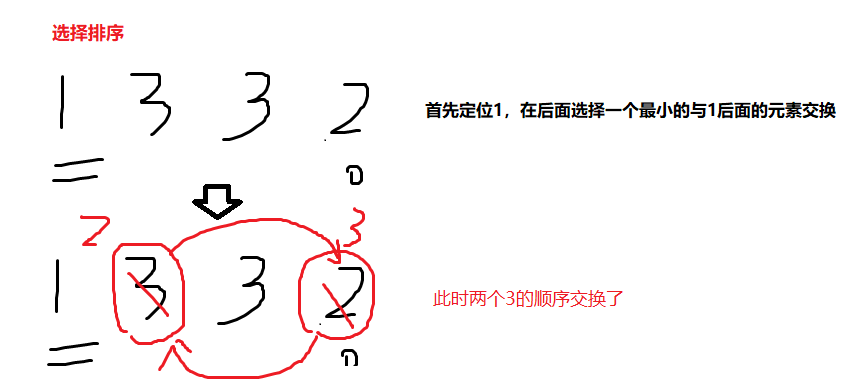 选择排序
1 3 3 2
首先定位1，在后面选择一个最小的与1后面的元素交换
2 3
1 3 3 2
此时两个3的顺序交换了